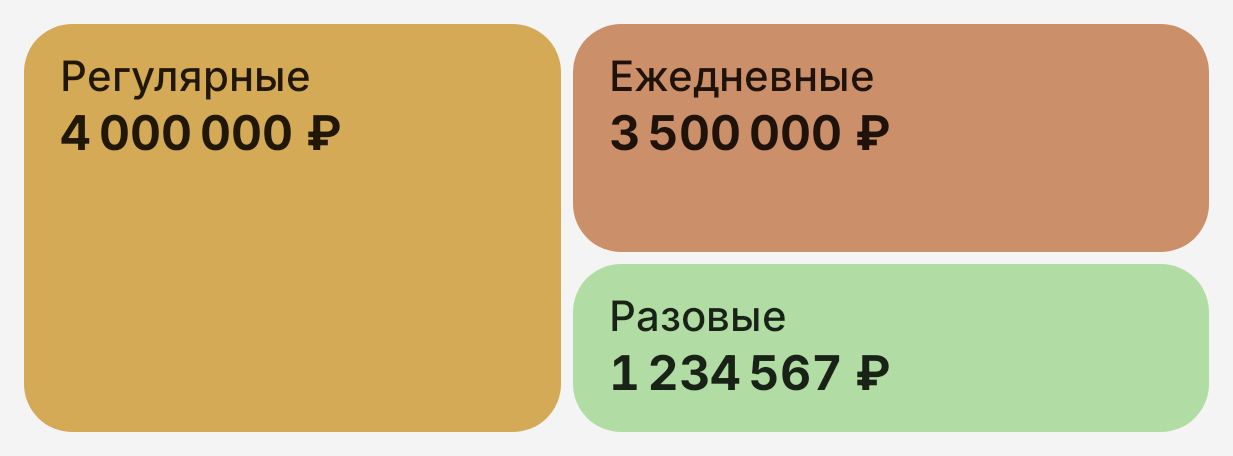 Регулярные
4 000 000 ₽
Ежедневные
3 500 000 ₽
Разовые
1 234 567 ₽